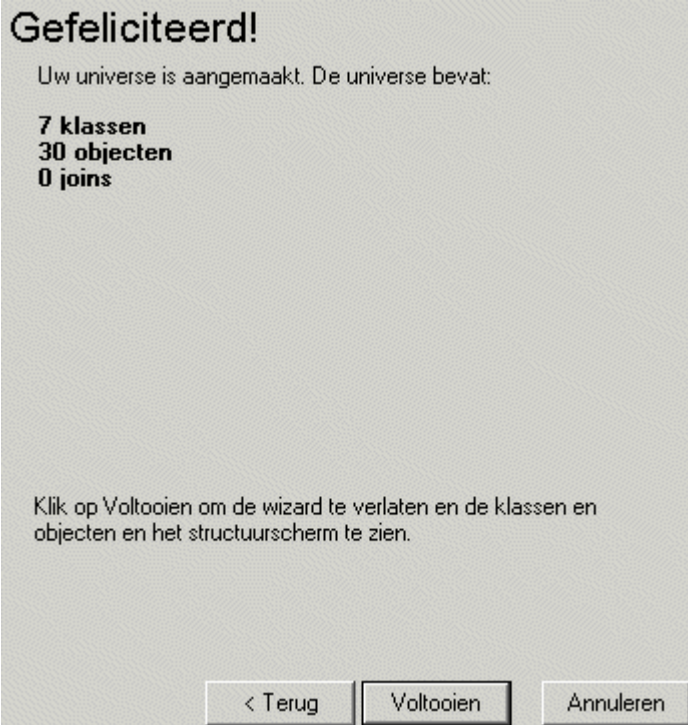 Gefeliciteerd!
Uw universe is aangemaakt. De universe bevat:
7 klassen
30 objecten
0 joins
Klik op Voltooien om de wizard te verlaten en de klassen en
objecten en het structuurscherm te zien.
< Terug
Voltooien
Annuleren